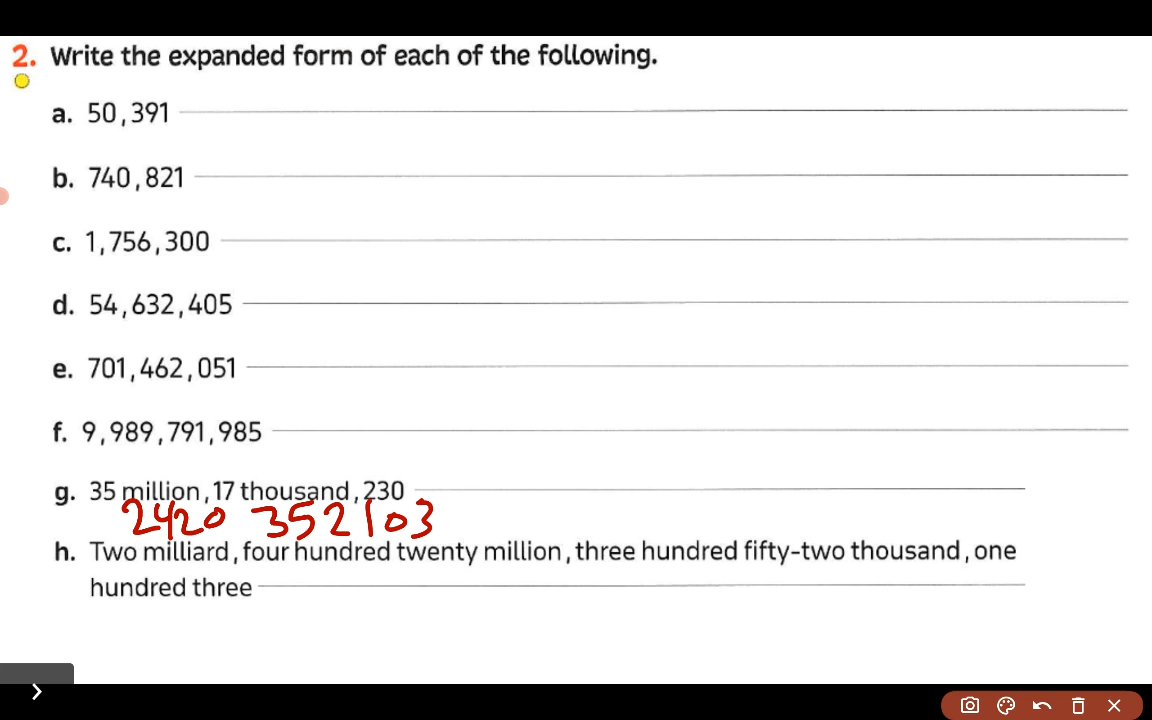 2. Write the expanded form of each of the following.
a. 50,391
b. 740,821
c. 1,756,300
d. 54,632,405
e. 701,462,051
f. 9,989,791,985
g. 35 million, 17 thousand, 230
2420 352103
h. Two milliard, four hundred twenty million, three hundred fifty-two thousand, one
hundred three